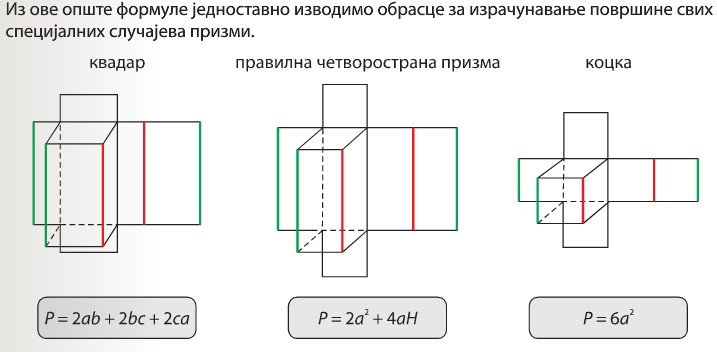 Из ове опште формуле једноставно изводимо обрасце за израчунавање површине свих
специјалних случајева призми.
квадар правилна четворострана призма коцка
P = 2ab + 2bc + 2ca P = 2a² + 4aH P = 6a²